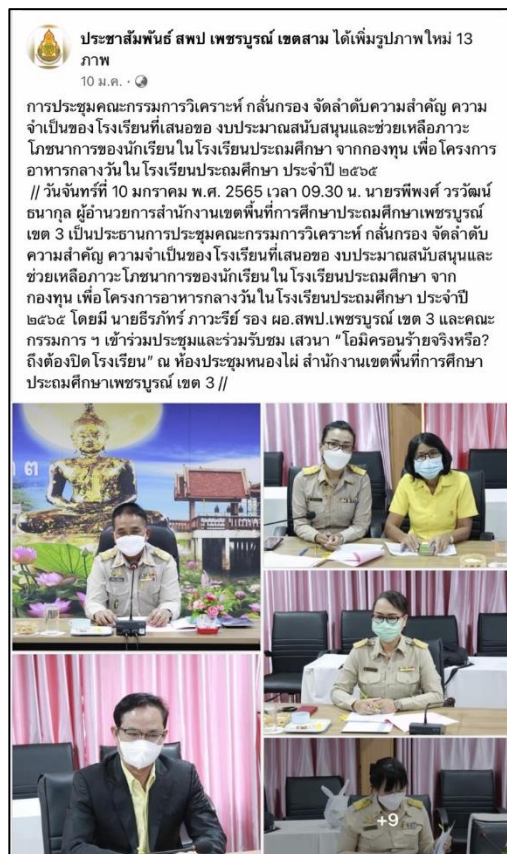 ประชาสัมพันธ์ สพป เพชรบูรณ์ เขตสาม ได้เพิ่มรูปภาพใหม่ 13
ภาพ
10 ม.ค. ·
การประชุมคณะกรรมการวิเคราะห์ กลั่นกรอง จัดลำดับความสำคัญ ความ
จำเป็นของโรงเรียนที่เสนอขอ งบประมาณสนับสนุนและช่วยเหลือภาวะ
โภชนาการของนักเรียน ในโรงเรียนประถมศึกษา จากกองทุน เพื่อโครงการ
อาหารกลางวัน ในโรงเรียนประถมศึกษา ประจำปี ๒๕๖๕
// วันจันทร์ที่ 10 มกราคม พ.ศ. 2565 เวลา 09.30 น. นายรพีพงศ์ วรวัฒน์
ธนากุล ผู้อำนวยการสำนักงานเขตพื้นที่การศึกษาประถมศึกษาเพชรบูรณ์
เขต 3 เป็นประธานการประชุมคณะกรรมการวิเคราะห์ กลั่นกรอง จัดลำดับ
ความสำคัญ ความจำเป็นของโรงเรียนที่เสนอขอ งบประมาณสนับสนุนและ
ช่วยเหลือภาวะโภชนาการของนักเรียน ในโรงเรียนประถมศึกษา จาก
กองทุน เพื่อโครงการอาหารกลางวัน ในโรงเรียนประถมศึกษา ประจำปี
๒๕๖๕ โดยมี นายธีรภัทร์ ภาวะรีย์ รอง ผอ.สพป.เพชรบูรณ์ เขต 3 และคณะ
กรรมการ ฯ เข้าร่วมประชุมและร่วมรับชม เสวนา "โอมิครอนร้ายจริงหรือ?
ถึงต้องปิดโรงเรียน" ณ ห้องประชุมหนองไผ่ สำนักงานเขตพื้นที่การศึกษา
ประถมศึกษาเพชรบูรณ์ เขต 3 //
ต ๓
+9